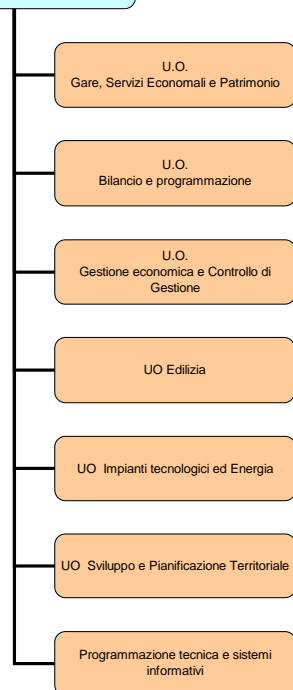 U.O.
Gare, Servizi Economali e Patrimonio
U.O.
Bilancio e programmazione
U.O.
Gestione economica e Controllo di
Gestione
UO Edilizia
UO  Impianti tecnologici ed Energia
UO  Sviluppo e Pianificazione Territoriale
Programmazione tecnica e sistemi
informativi